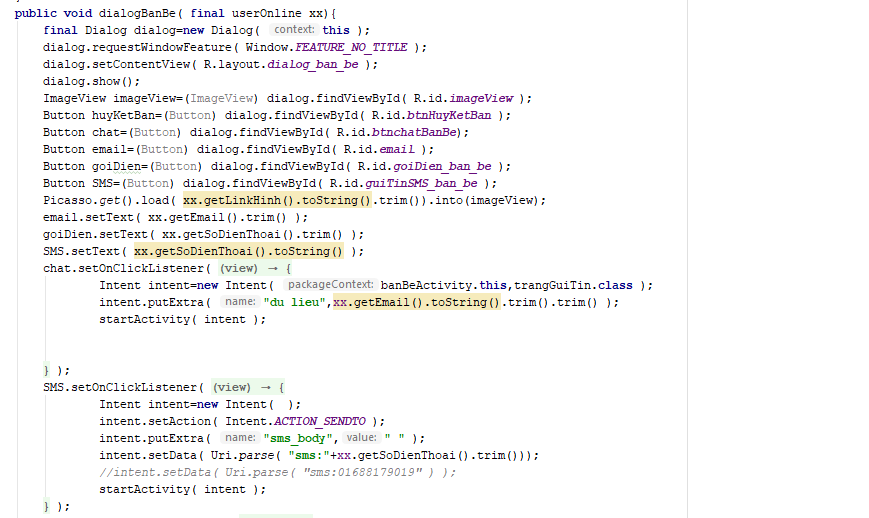 public void dialogBanBe( final userOnline xx){
final Dialog dialog=new Dialog( context: this );
dialog.requestWindowFeature( Window.FEATURE_NO_TITLE );
dialog.setContentView( R.layout.dialog_ban_be );
dialog.show();
ImageView imageView=(ImageView) dialog.findViewById( R.id.imageView );
Button huyKetBan=(Button) dialog.findViewById( R.id.btnHuyKetBan );
Button chat=(Button) dialog.findViewById( R.id.btnchatBanBe);
Button email=(Button) dialog.findViewById( R.id.email );
Button goiDien=(Button) dialog.findViewById( R.id.goiDien_ban_be );
Button SMS=(Button) dialog.findViewById( R.id.guiTinSMS_ban_be );
Picasso.get().load( xx.getLinkHinh().toString().trim()).into(imageView);
email.setText( xx.getEmail().trim() );
goiDien.setText( xx.getSoDienThoai().trim() );
SMS.setText( xx.getSoDienThoai().toString() );
chat.setOnClickListener( (view) → {
Intent intent=new Intent( packageContext: banBeActivity.this,trangGuiTin.class );
intent.putExtra( name: "du lieu",xx.getEmail().toString().trim().trim() );
startActivity( intent );
} );
SMS.setOnClickListener( (view) → {
Intent intent=new Intent(  );
intent.setAction( Intent.ACTION_SENDTO );
intent.putExtra( name: "sms_body", value: " " );
intent.setData( Uri.parse( "sms:"+xx.getSoDienThoai().trim()));
//intent.setData( Uri.parse( "sms:01688179019" ) );
startActivity( intent );
} );